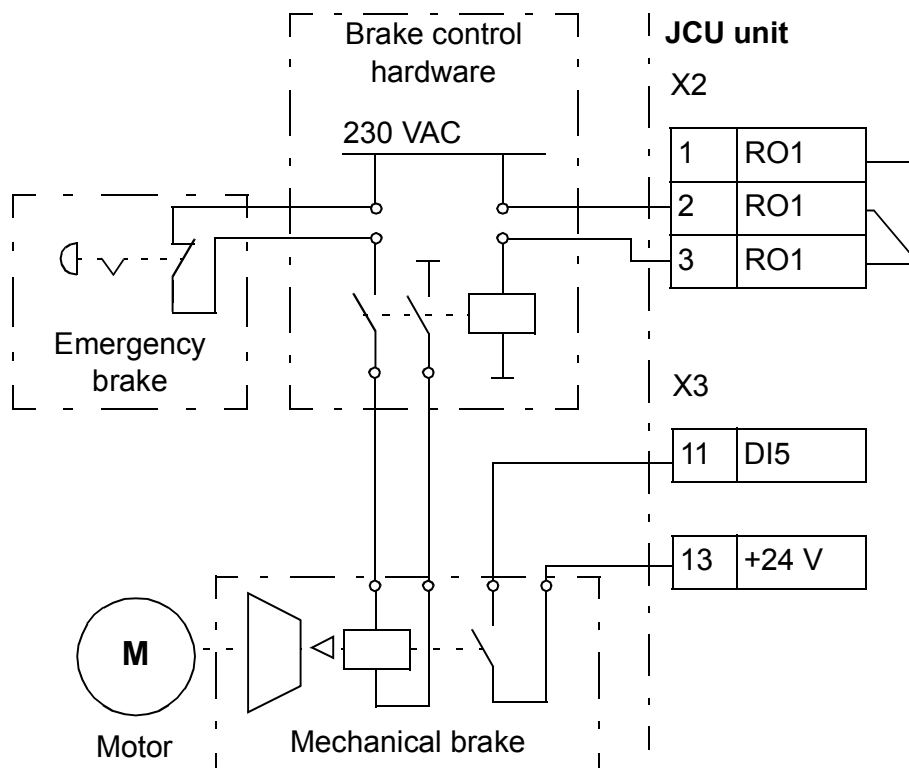 Brake control
hardware
JCU unit
X2
230 VAC
1 RO1
2 RO1
3 RO1
Emergency
brake
X3
11 DI5
13 +24 V
M
Motor
Mechanical brake